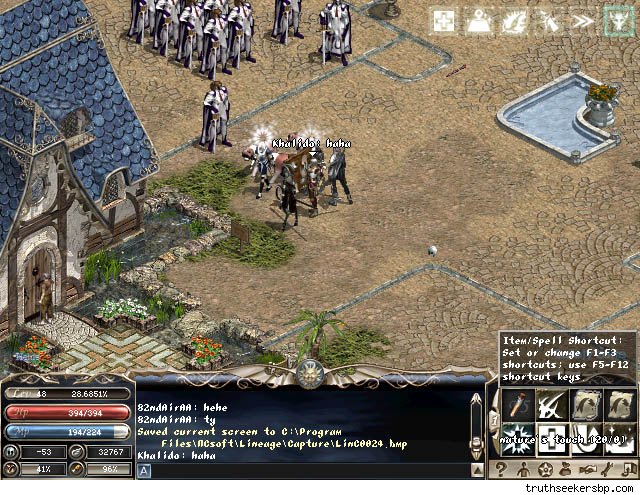 Khalido: haha
Item/Spell Shortcut:
Set or change F1-F3
shortcuts; use F5-F12
shortcut keys
Lev 48 28.6851%
Hp 394/394
Mp 194/224
-53 32767
41% 96%
82ndAirAA: hehe
82ndAirAA: ty
Saved current screen to C:\Program
Files\NCsoft\Lineage\Capture\LinC0024.bmp
Khalido: haha
A
nature's touch (20/0)
?
truthseekersbp.com